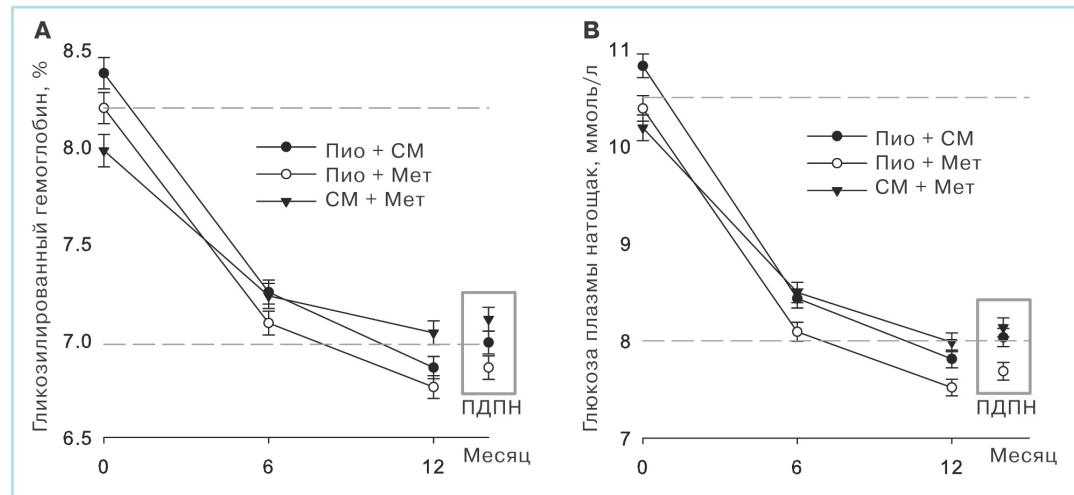 A
Гликозилированный гемоглобин, %
8.5
8.0
7.5
7.0
6.5
Пио + СМ
Пио + Мет
СМ + Мет
ПДПН
0
6
12
Месяц
B
Глюкоза плазмы натощак, ммоль/л
11
10
9
8
7
Пио + СМ
Пио + Мет
СМ + Мет
ПДПН
0
6
12
Месяц